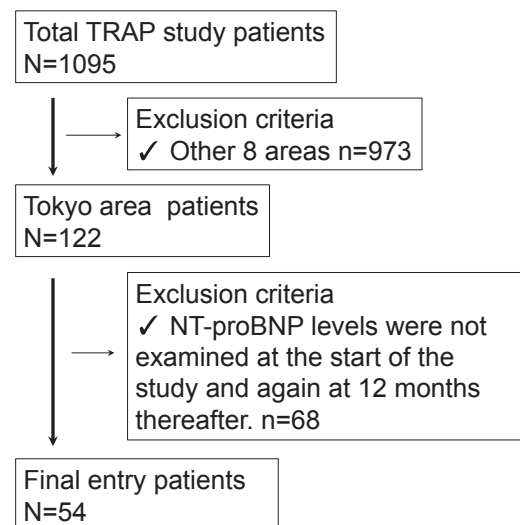 Total TRAP study patients
N=1095
Exclusion criteria
✓ Other 8 areas n=973
Tokyo area patients
N=122
Exclusion criteria
✓ NT-proBNP levels were not
examined at the start of the
study and again at 12 months
thereafter. n=68
Final entry patients
N=54